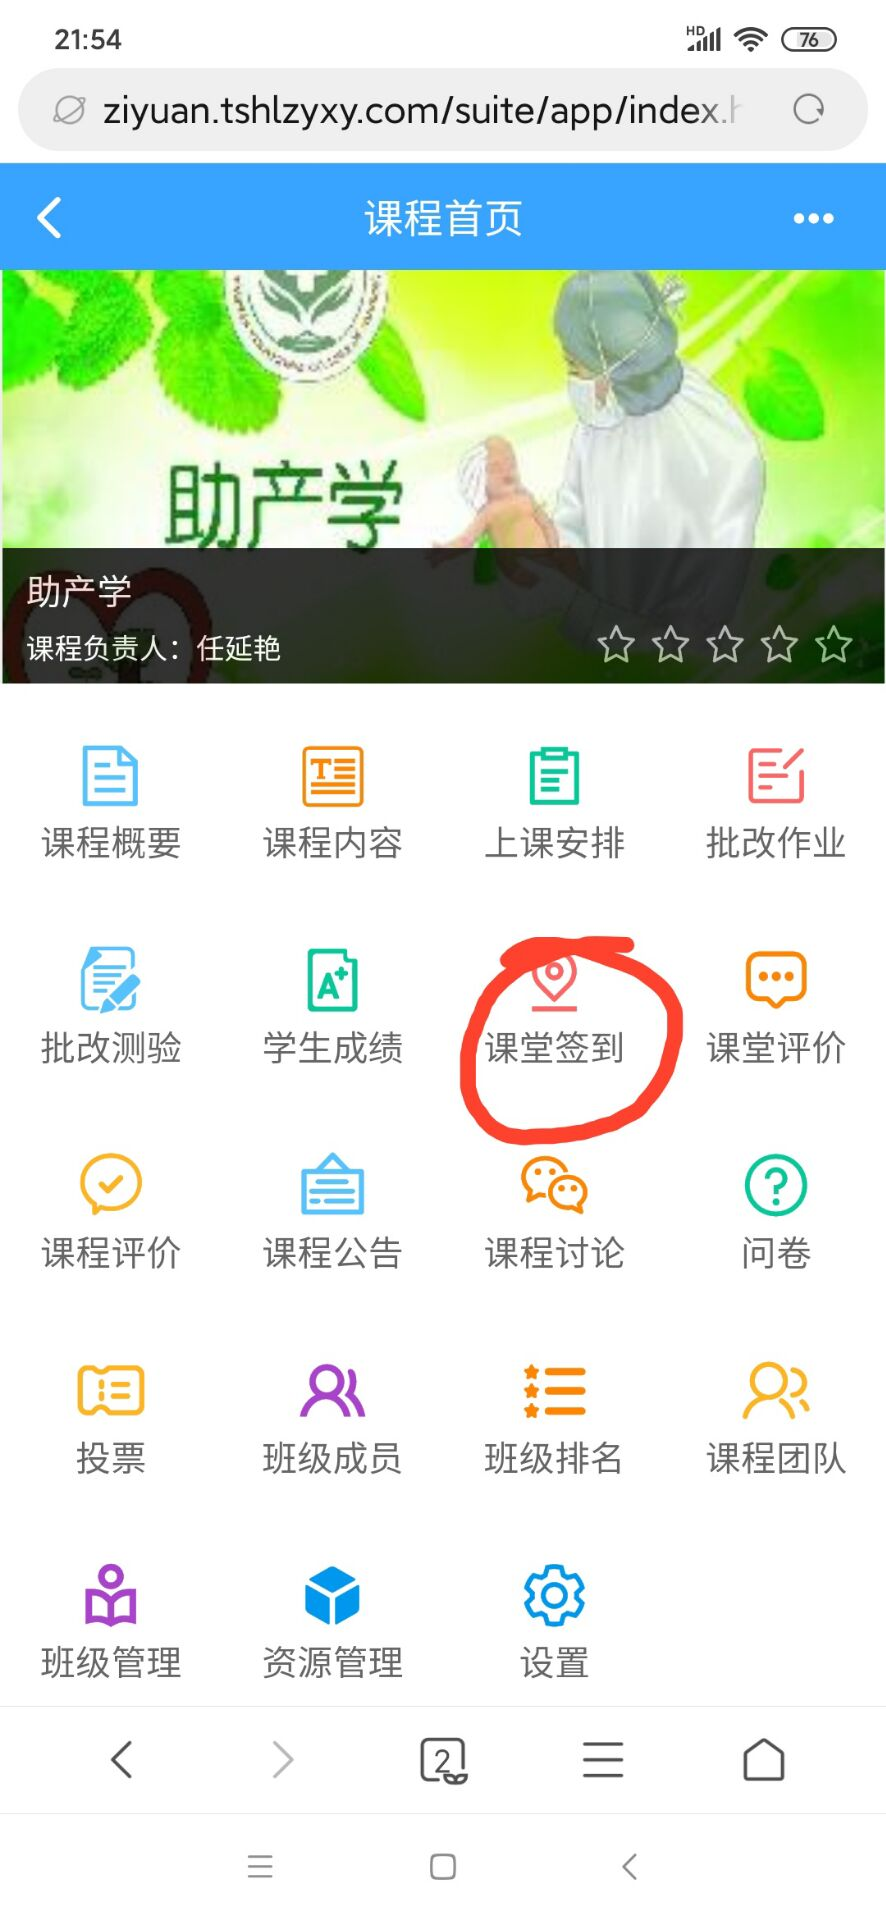 21:54
HD
76
ziyuan.tshlzyxy.com/suite/app/index.h
课程首页
助产学
助产学
课程负责人：任延艳
课程概要
课程内容
上课安排
批改作业
批改测验
学生成绩
课堂签到
课堂评价
课程评价
课程公告
课程讨论
问卷
投票
班级成员
班级排名
课程团队
班级管理
资源管理
设置
2